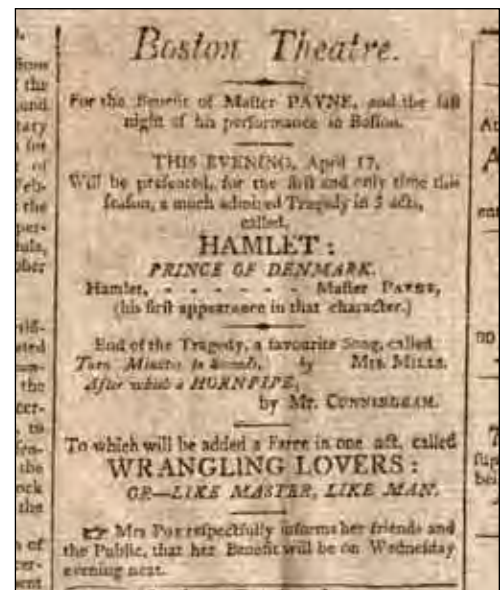 Boston Theatre.
For the Benefit of Maſter PAYNE, and the laſt
night of his performance in Boſton.
THIS EVENING, April 17,
Will be preſented, for the firſt and only time this
ſeaſon, a much admired Tragedy in 5 acts,
called,
HAMLET:
PRINCE OF DENMARK.
Hamlet, - - - - - - Maſter PAYNE,
(his firſt appearance in that character.)
End of the Tragedy, a favourite Song, called
Turn by MRS. MILLS.
After which a HORNPIPE,
by Mr. CUNNINGHAM.
To which will be added a Farce in one act, called
WRANGLING LOVERS:
OR—LIKE MASTER, LIKE MAN.
☞ Mrs POE reſpectfully informs her friends and
the Public, that her Benefit will be on Wedneſday
evening next.